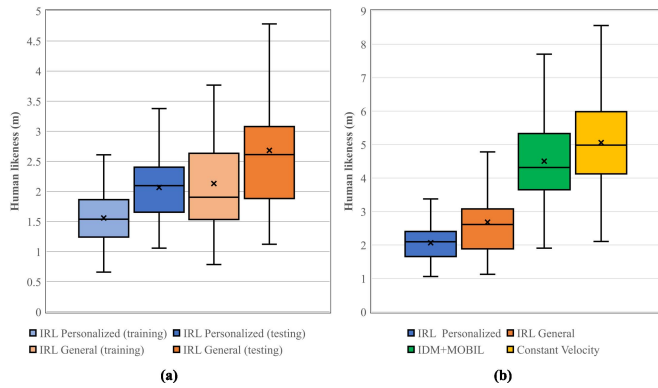 5
4.5
4
3.5
3
2.5
2
1.5
1
0.5
0
Human likeness (m)
IRL Personalized (training) IRL Personalized (testing)
IRL General (training) IRL General (testing)
(a)
9
8
7
6
5
4
3
2
1
0
Human likeness (m)
IRL Personalized IRL General
IDM+MOBIL Constant Velocity
(b)